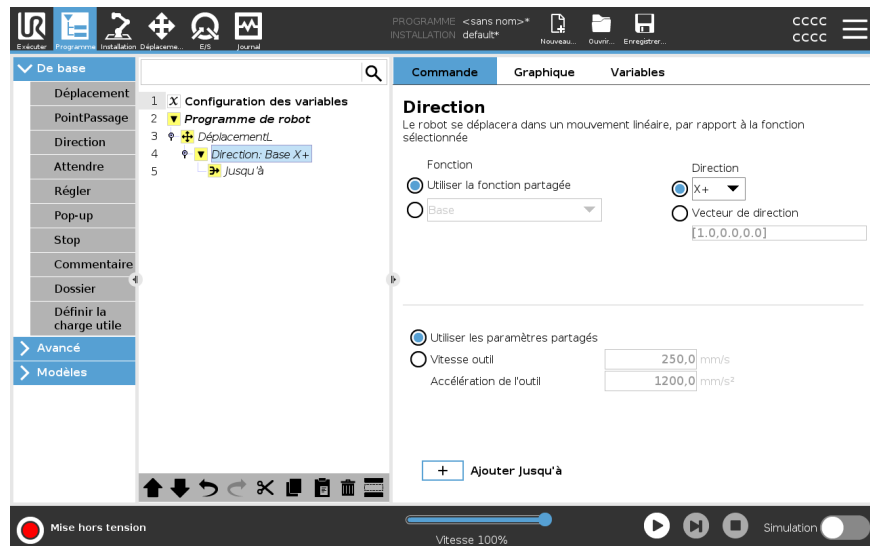 PROGRAMME <sans nom>*
INSTALLATION default*
Exécuter
Programme
Installation
Déplaceme...
E/S
Journal
Nouveau...
Ouvrir...
Enregistrer...
CCCC
CCCC
De base
Déplacement
PointPassage
Direction
Attendre
Régler
Pop-up
Stop
Commentaire
Dossier
Définir la
charge utile
Avancé
Modèles
1 X Configuration des variables
2 Programme de robot
3 DéplacementL
4 Direction: Base X+
5 Jusqu'à
Commande Graphique Variables
Direction
Le robot se déplacera dans un mouvement linéaire, par rapport à la fonction
sélectionnée
Fonction
Utiliser la fonction partagée
Base
Direction
X+
Vecteur de direction
[1.0,0.0,0.0]
Utiliser les paramètres partagés
Vitesse outil 250,0 mm/s
Accélération de l'outil 1200,0 mm/s²
+ Ajouter Jusqu'à
Mise hors tension
Vitesse 100%
Simulation